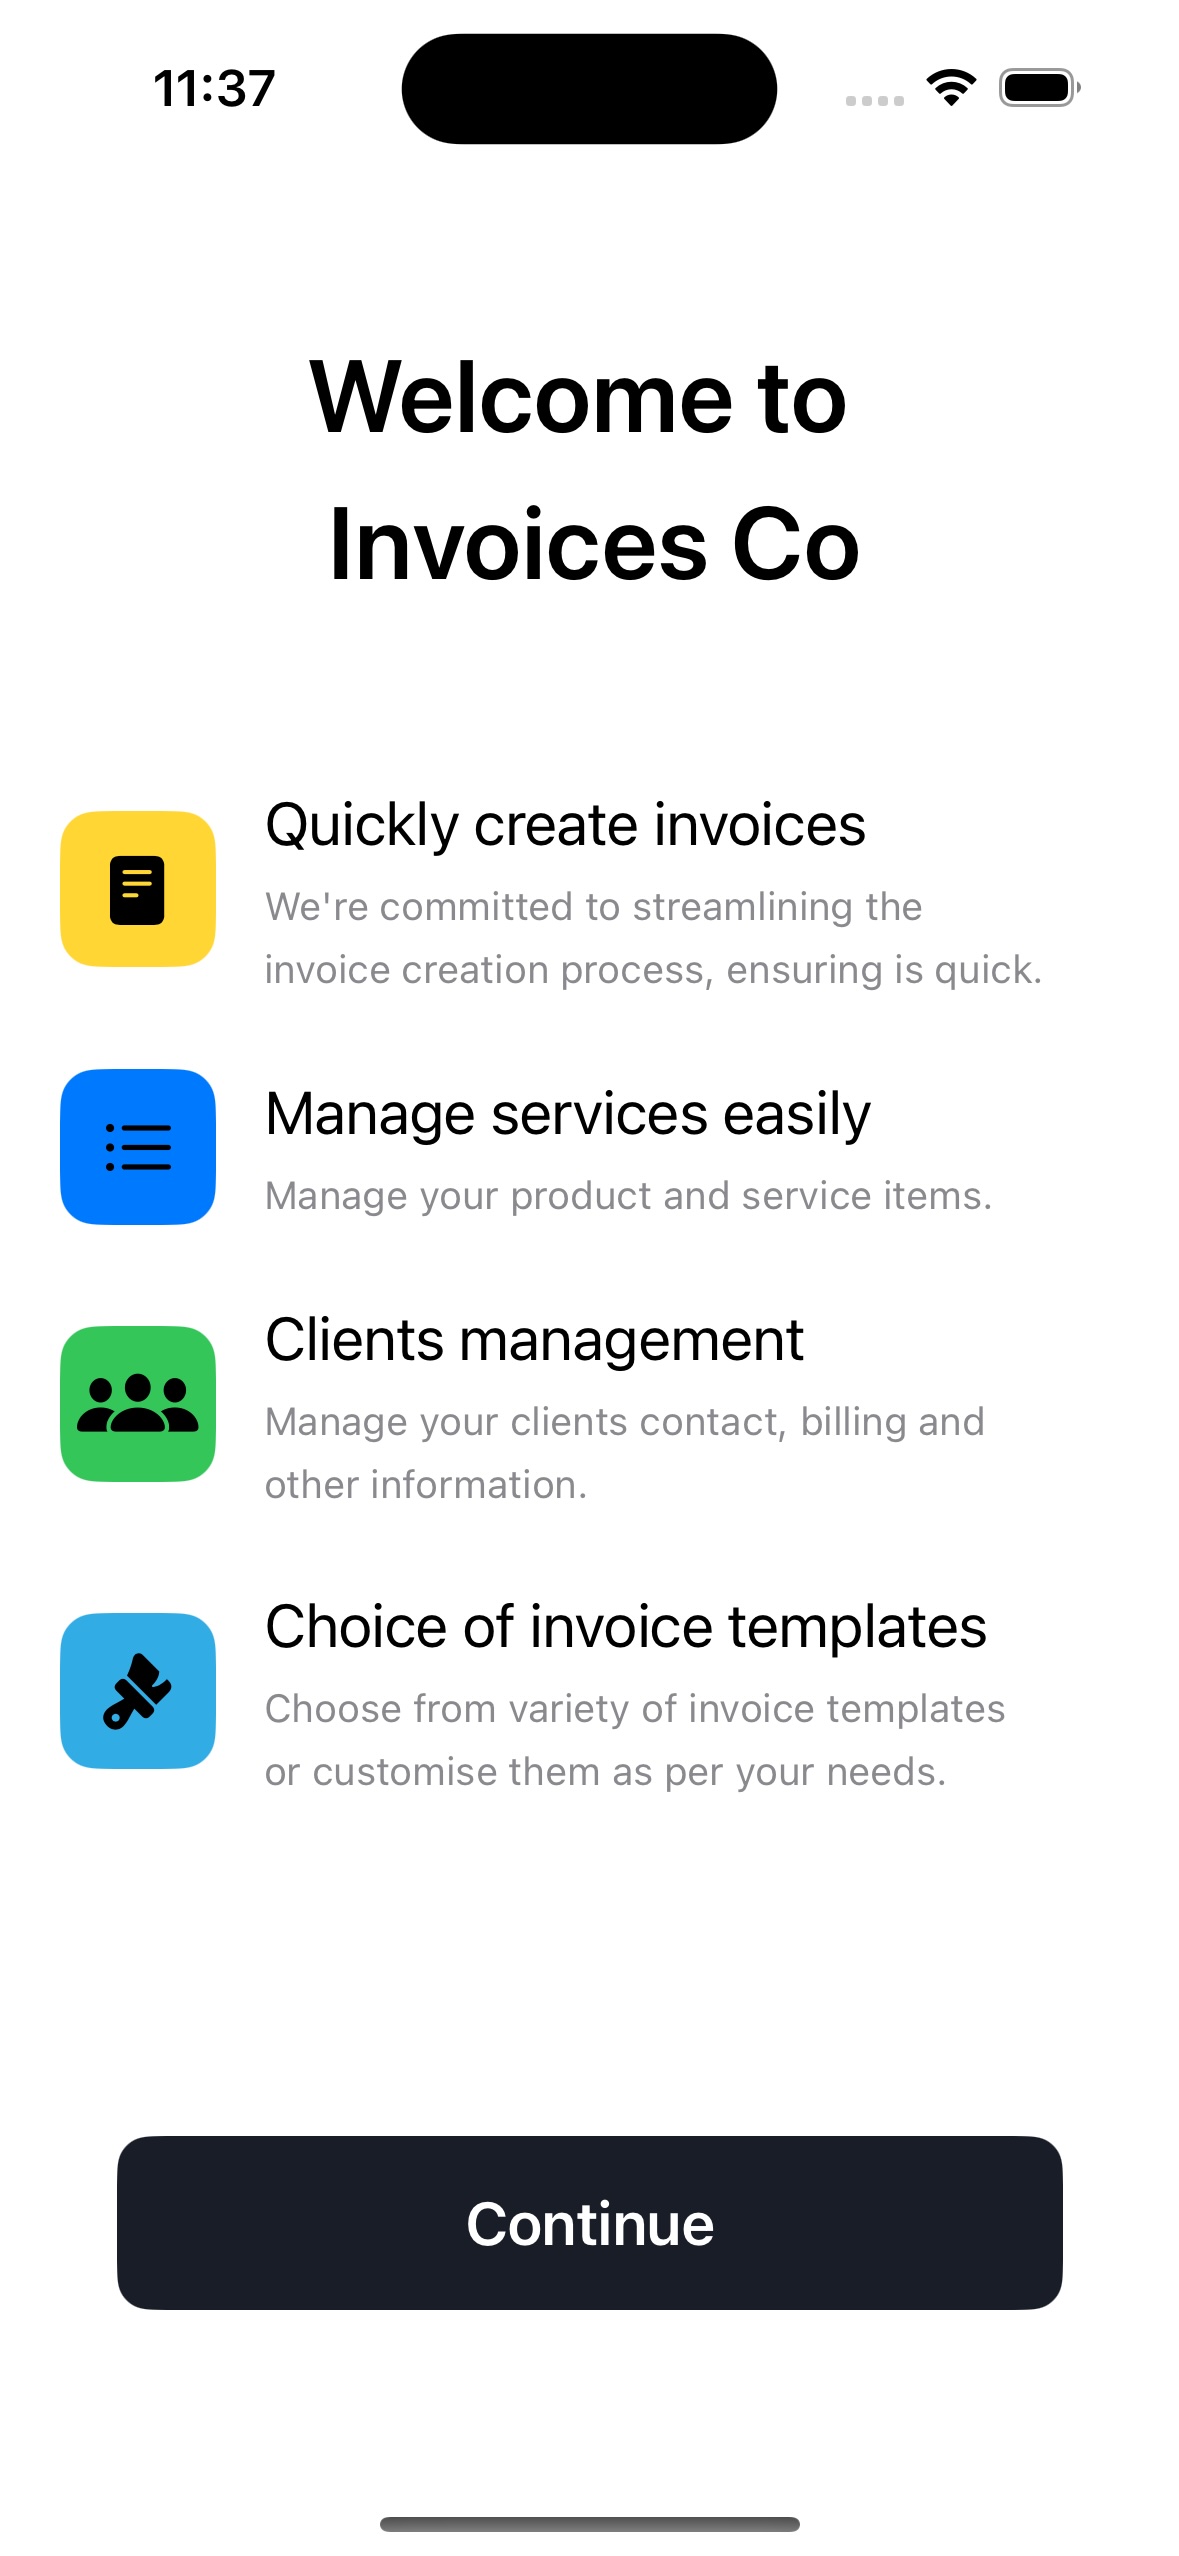 11:37
Welcome to
Invoices Co
Quickly create invoices
We're committed to streamlining the
invoice creation process, ensuring is quick.
Manage services easily
Manage your product and service items.
Clients management
Manage your clients contact, billing and
other information.
Choice of invoice templates
Choose from variety of invoice templates
or customise them as per your needs.
Continue